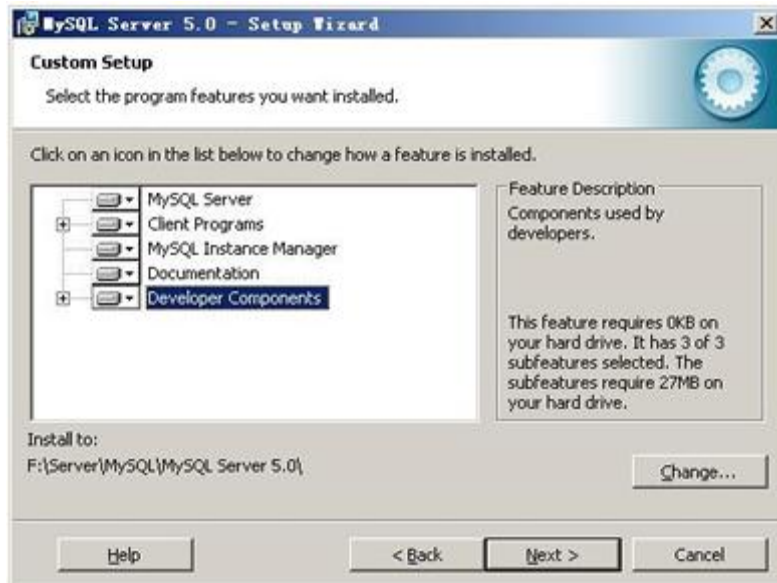 MySQL Server 5.0 - Setup Wizard
Custom Setup
Select the program features you want installed.
Click on an icon in the list below to change how a feature is installed.
MySQL Server
Client Programs
MySQL Instance Manager
Documentation
Developer Components
Feature Description
Components used by
developers.
This feature requires 0KB on
your hard drive. It has 3 of 3
subfeatures selected. The
subfeatures require 27MB on
your hard drive.
Install to:
F:\Server\MySQL\MySQL Server 5.0\
Change...
Help
< Back
Next >
Cancel